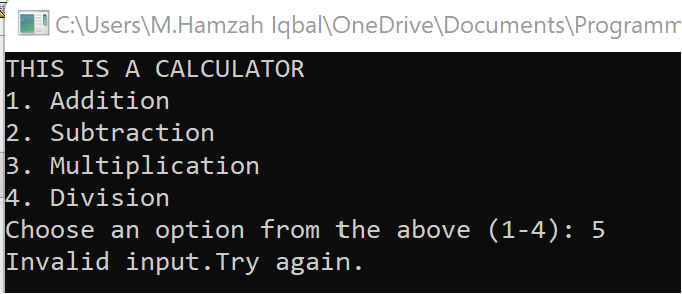 C:\Users\M.Hamzah Iqbal\OneDrive\Documents\Programm
THIS IS A CALCULATOR
1. Addition
2. Subtraction
3. Multiplication
4. Division
Choose an option from the above (1-4): 5
Invalid input.Try again.